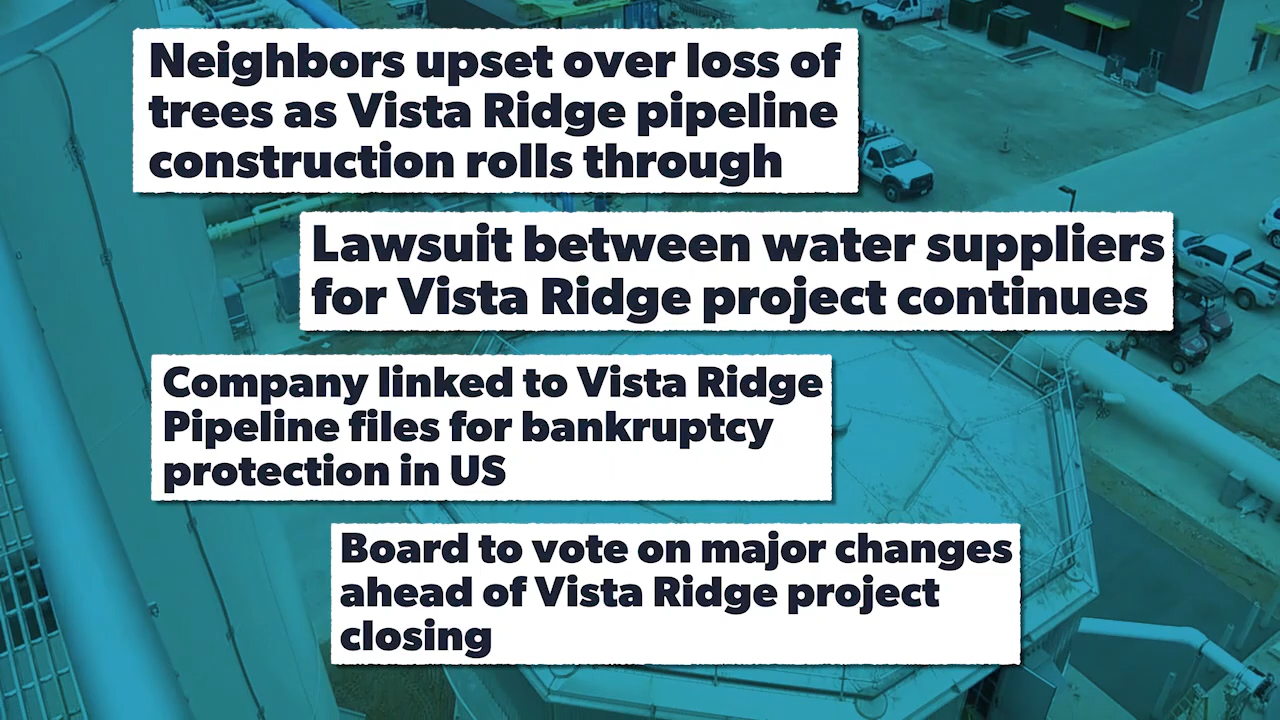 2
Neighbors upset over loss of
trees as Vista Ridge pipeline
construction rolls through
Lawsuit between water suppliers
for Vista Ridge project continues
Company linked to Vista Ridge
Pipeline files for bankruptcy
protection in US
Board to vote on major changes
ahead of Vista Ridge project
closing